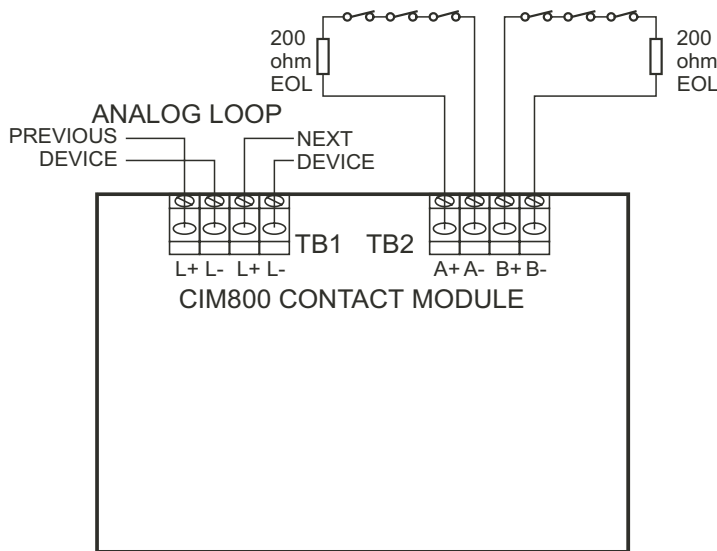 200
ohm
EOL
200
ohm
EOL
ANALOG LOOP
PREVIOUS
DEVICE
NEXT
DEVICE
TB1
TB2
L+ L- L+ L-
A+ A- B+ B-
CIM800 CONTACT MODULE